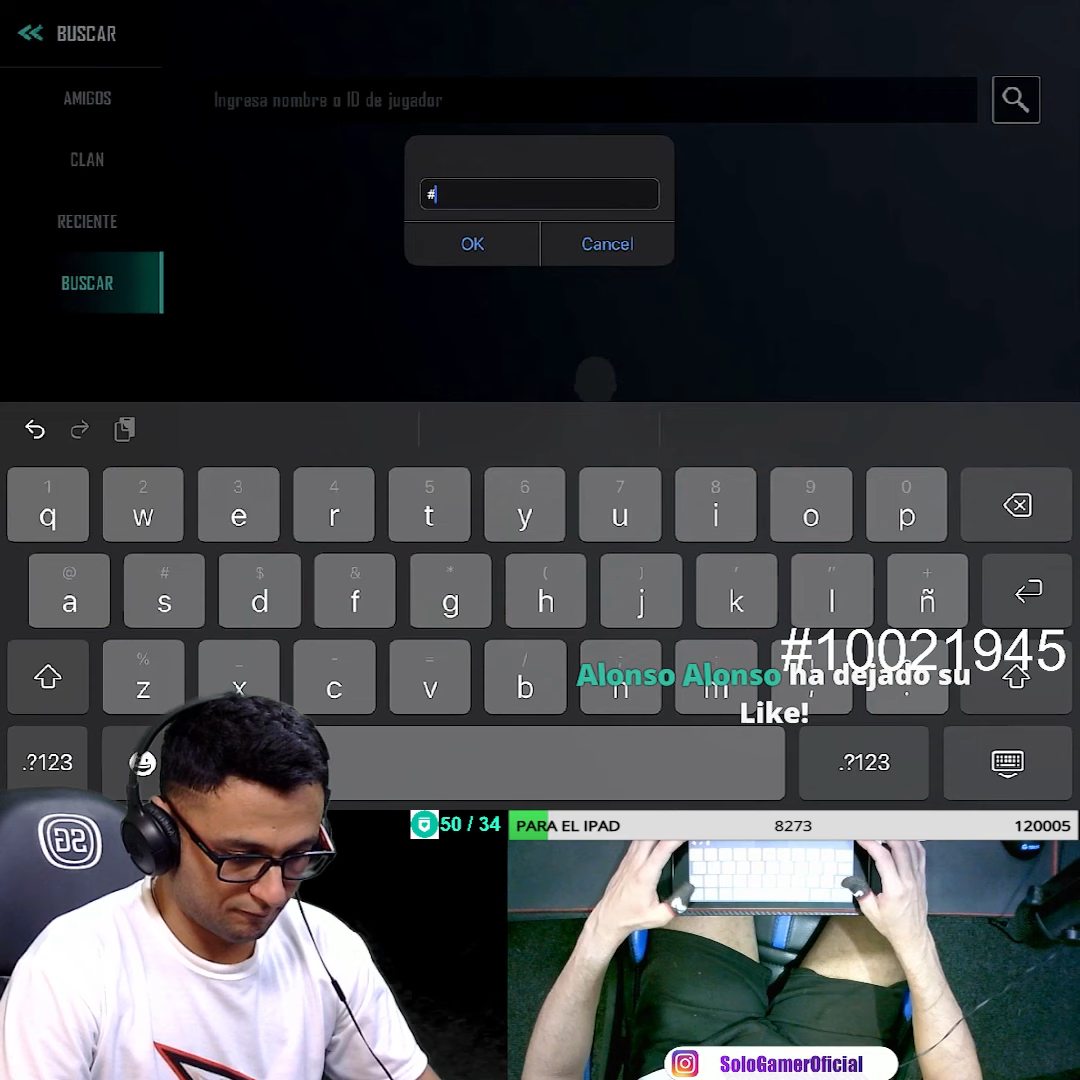 BUSCAR
AMIGOS
Ingresa nombre o ID de jugador
CLAN
#
RECIENTE
OK Cancel
BUSCAR
1 2 3 4 5 6 7 8 9 0
q w e r t y u i o p
@ # $ & * ( ) ' " +
a s d f g h j k l ñ
#10021945
% _ - = /
z x c v b n m
Alonso Alonso ha dejado su
Like!
.?123 .?123
50 / 34
PARA EL IPAD 8273 120005
SG
SoloGamerOficial